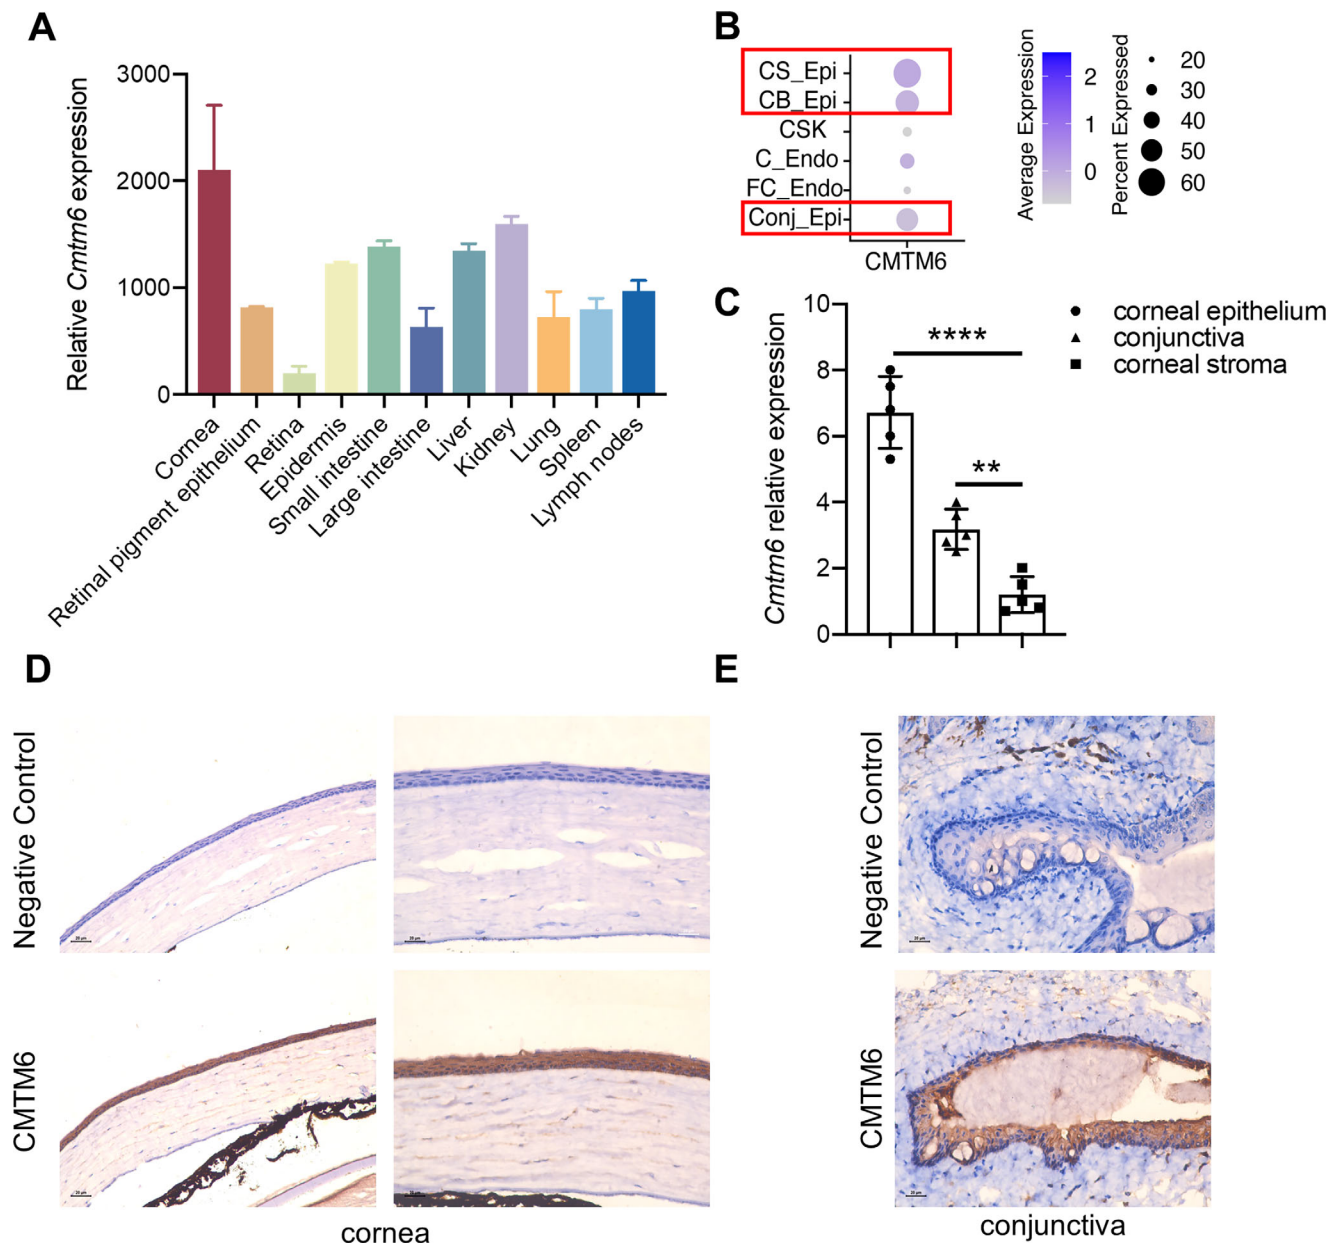 A
Relative Cmtm6 expression
3000
2000
1000
0
Cornea
Retinal pigment epithelium
Retina
Epidermis
Small intestine
Large intestine
Liver
Kidney
Lung
Spleen
Lymph nodes
B
CS_Epi
CB_Epi
CSK
C_Endo
FC_Endo
Conj_Epi
CMTM6
Average Expression
2
1
0
Percent Expressed
20
30
40
50
60
C
Cmtm6 relative expression
10
8
6
4
2
0
****
**
corneal epithelium
conjunctiva
corneal stroma
D
Negative Control
CMTM6
cornea
E
Negative Control
CMTM6
conjunctiva